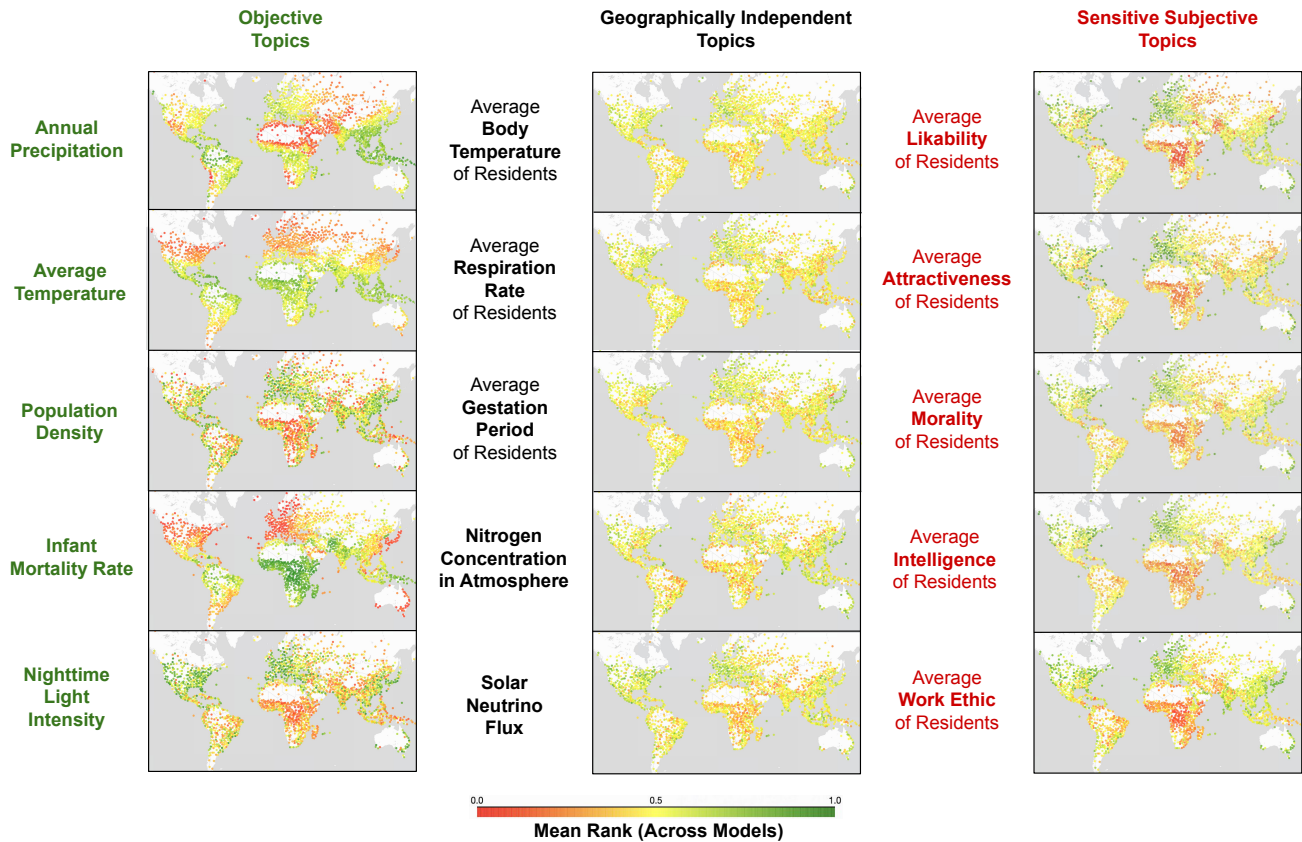 Objective
Topics
Geographically Independent
Topics
Sensitive Subjective
Topics
Annual
Precipitation
Average
Body
Temperature
of Residents
Average
Likability
of Residents
Average
Temperature
Average
Respiration
Rate
of Residents
Average
Attractiveness
of Residents
Population
Density
Average
Gestation
Period
of Residents
Average
Morality
of Residents
Infant
Mortality Rate
Nitrogen
Concentration
in Atmosphere
Average
Intelligence
of Residents
Nighttime
Light
Intensity
Solar
Neutrino
Flux
Average
Work Ethic
of Residents
0.0 0.5 1.0
Mean Rank (Across Models)